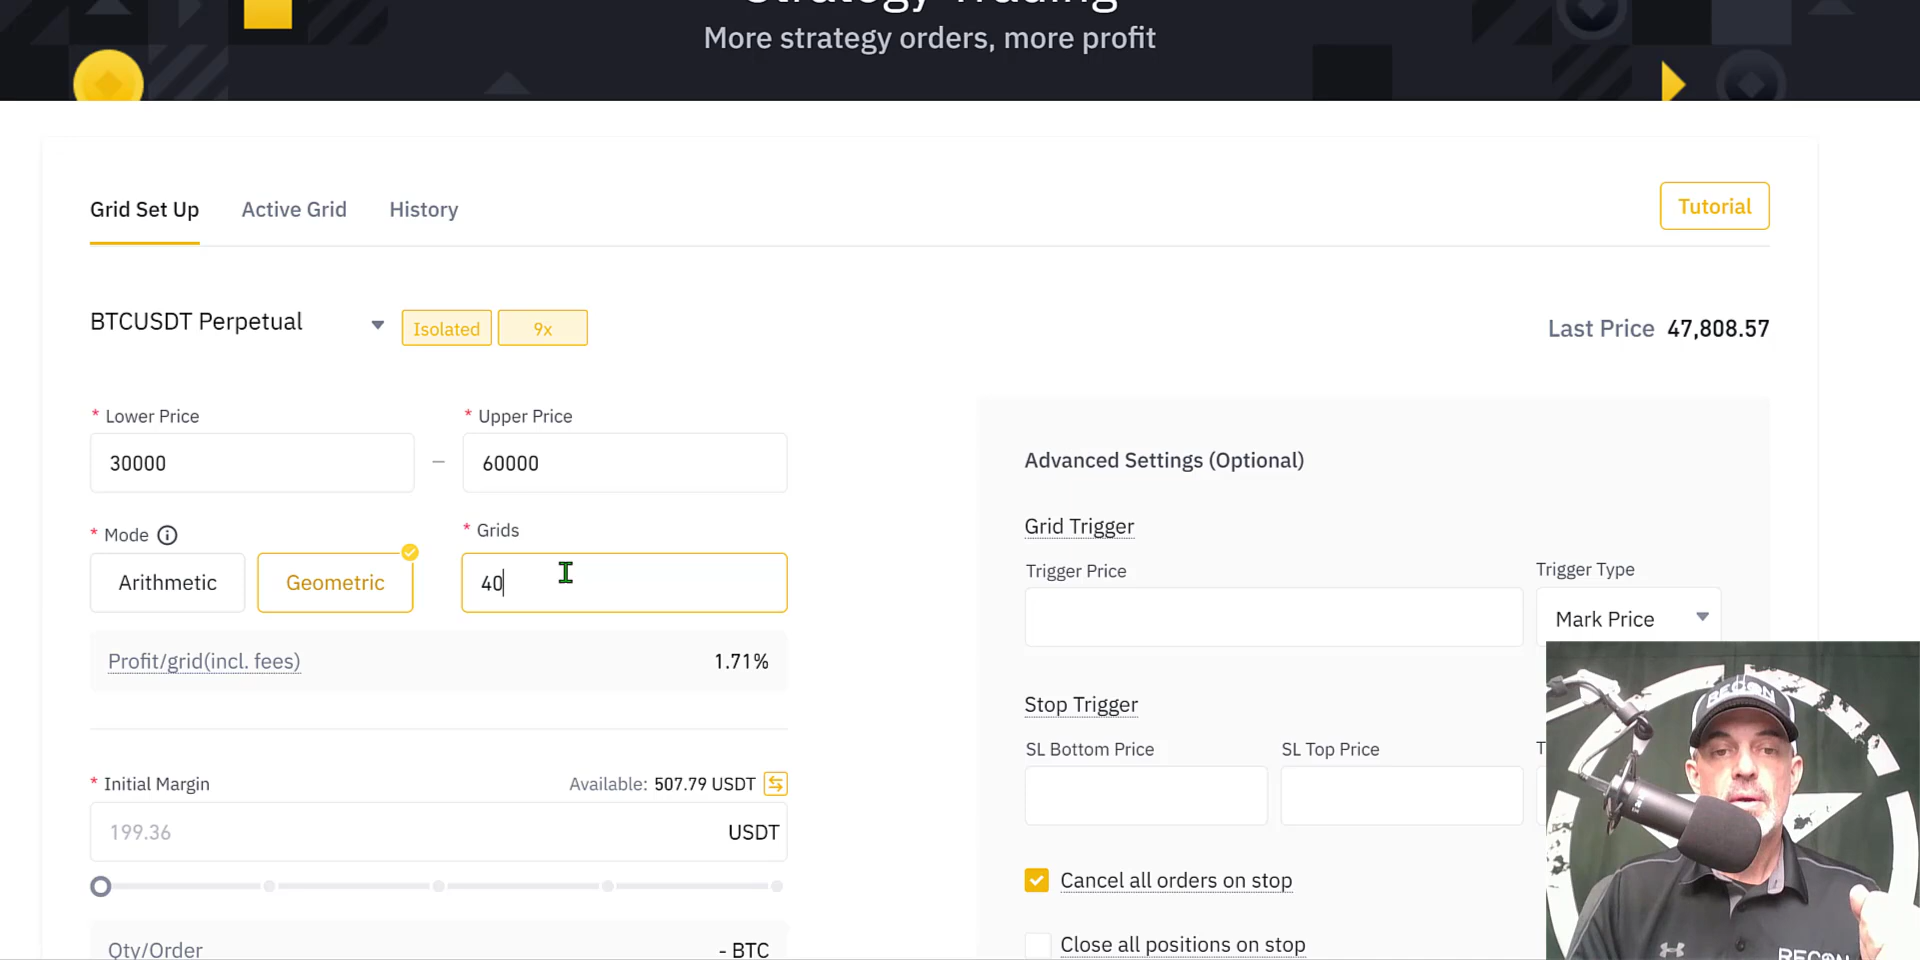 Strategy Trading
More strategy orders, more profit
Grid Set Up Active Grid History Tutorial
BTCUSDT Perpetual Isolated 9x Last Price 47,808.57
* Lower Price * Upper Price
30000 – 60000
* Mode * Grids
Arithmetic Geometric 40
Profit/grid(incl. fees) 1.71%
* Initial Margin Available: 507.79 USDT
199.36 USDT
Qty/Order - BTC
Advanced Settings (Optional)
Grid Trigger
Trigger Price Trigger Type
Mark Price
Stop Trigger
SL Bottom Price SL Top Price T
Cancel all orders on stop
Close all positions on stop
RECON
RECON